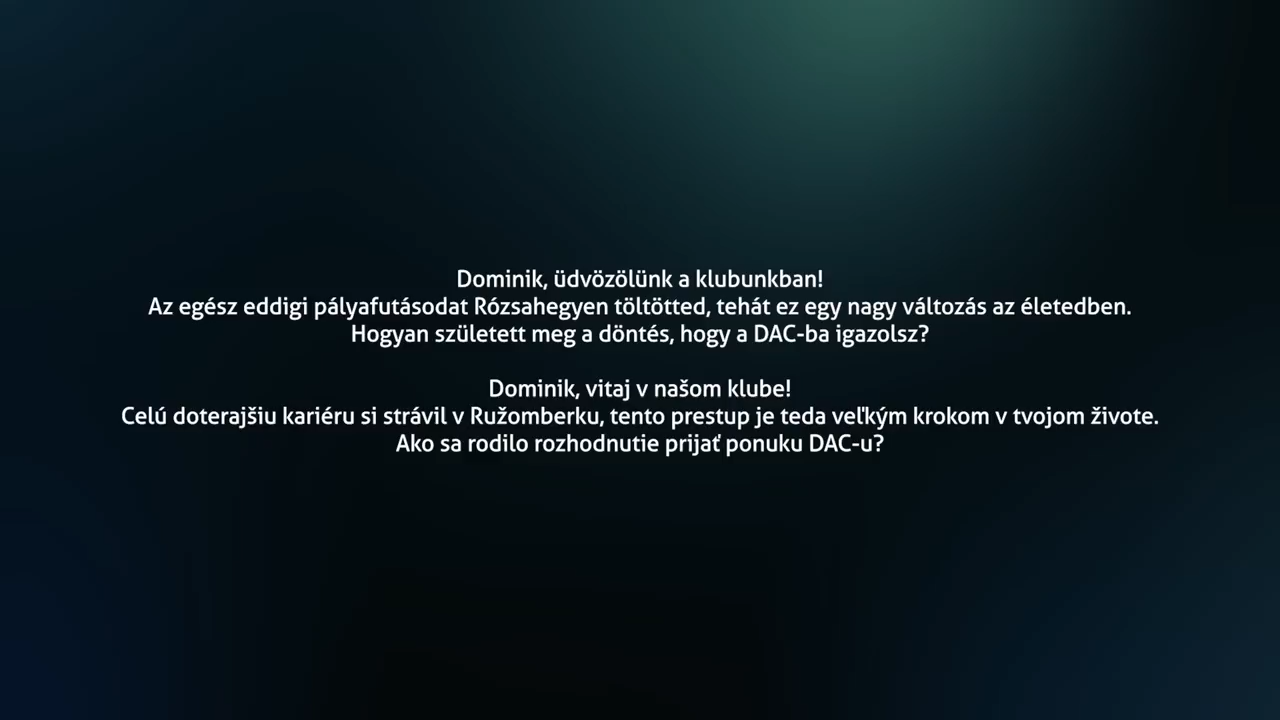 Dominik, üdvözölünk a klubunkban!
Az egész eddigi pályafutásodat Rózsahegyen töltötted, tehát ez egy nagy változás az életedben.
Hogyan született meg a döntés, hogy a DAC-ba igazolsz?
Dominik, vitaj v našom klube!
Celú doterajšiu kariéru si strávil v Ružomberku, tento prestup je teda veľkým krokom v tvojom živote.
Ako sa rodilo rozhodnutie prijať ponuku DAC-u?